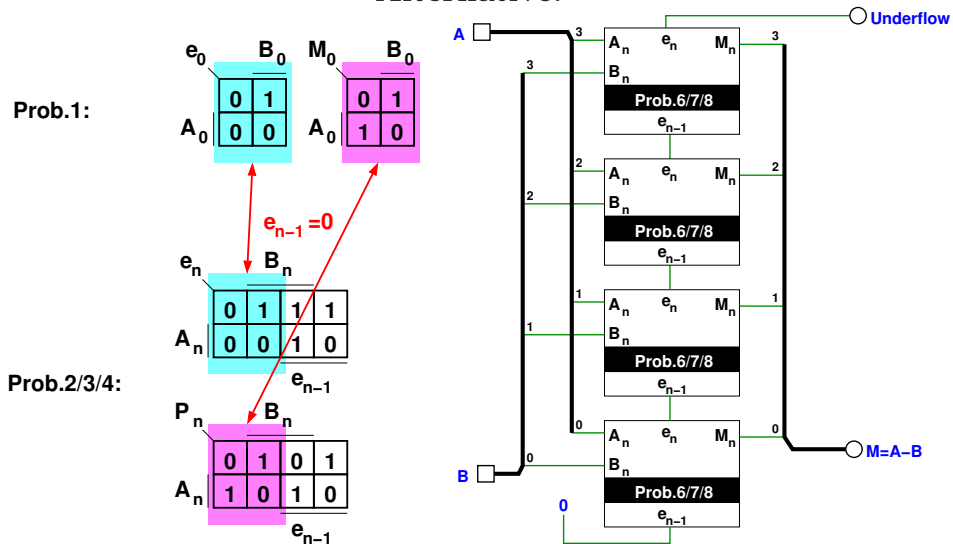 e0 B0 M0 B0
Prob.1:
0 1 0 1
A0 0 0 A0 1 0
en-1=0
en Bn
0 1 1 1
An 0 0 1 0
en-1
Prob.2/3/4:
Pn Bn
0 1 0 1
An 1 0 1 0
en-1
Underflow
A
3 An en Mn 3
3 Bn
Prob.6/7/8
en-1
2 An en Mn 2
2 Bn
Prob.6/7/8
en-1
1 An en Mn 1
1 Bn
Prob.6/7/8
en-1
0 An en Mn 0
B 0 Bn
M=A-B
Prob.6/7/8
0 en-1